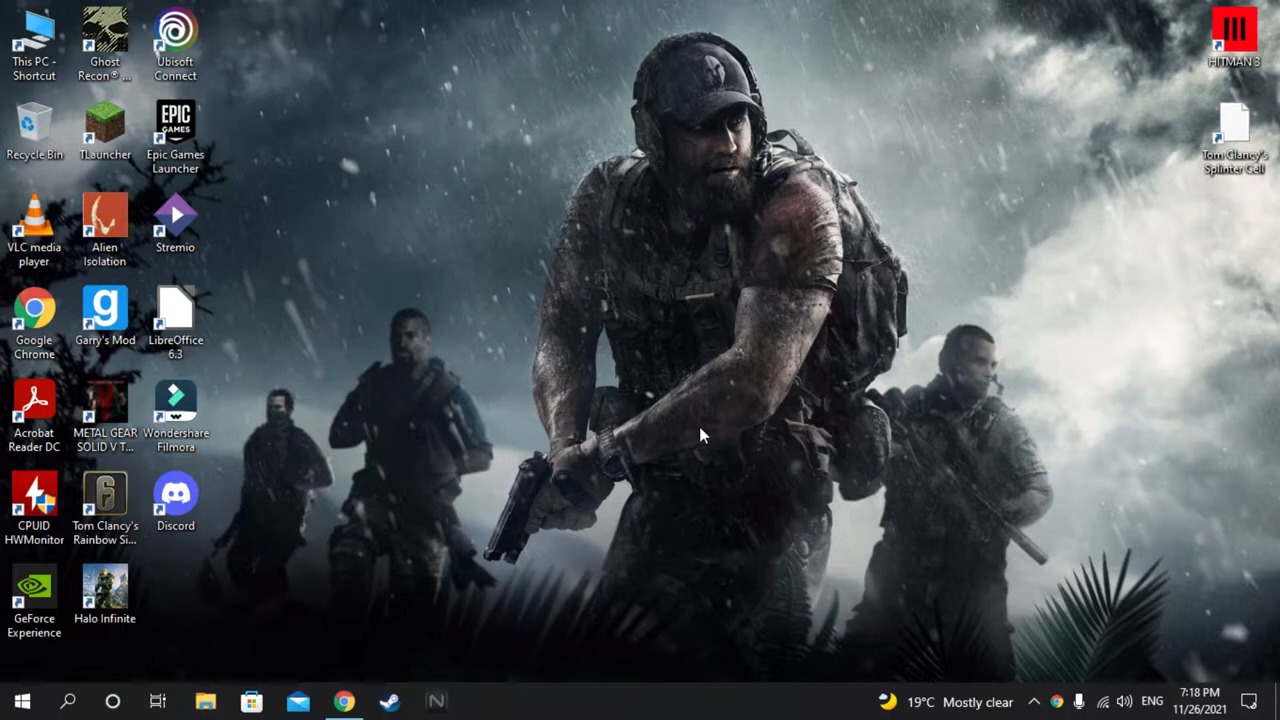 This PC -
Shortcut
Ghost
Recon® ...
Ubisoft
Connect
Recycle Bin
TLauncher
EPIC
GAMES
Epic Games
Launcher
VLC media
player
Alien
Isolation
Stremio
Google
Chrome
g
Garry's Mod
LibreOffice
6.3
Acrobat
Reader DC
METAL GEAR
SOLID V T...
Wondershare
Filmora
CPUID
HWMonitor
6
Tom Clancy's
Rainbow Si...
Discord
GeForce
Experience
Halo Infinite
III
HITMAN 3
Tom Clancy's
Splinter Cell
N
19°C Mostly clear
ENG
7:18 PM
11/26/2021